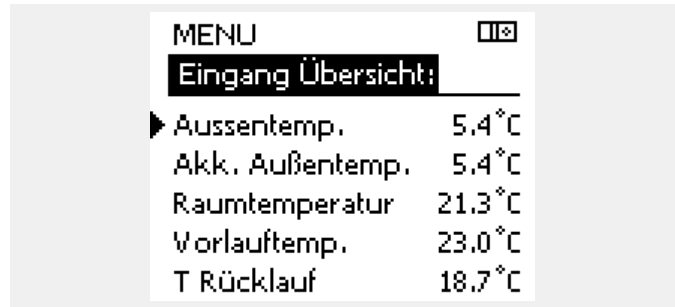 MENU
Eingang Übersicht:
Aussentemp. 5.4°C
Akk. Außentemp. 5.4°C
Raumtemperatur 21.3°C
Vorlauftemp. 23.0°C
T Rücklauf 18.7°C